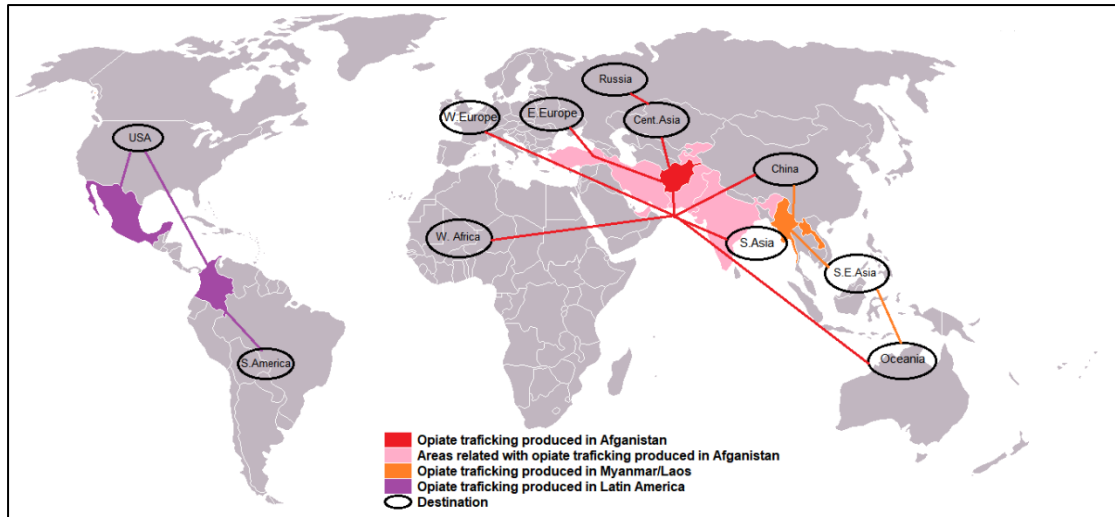 Russia
W.Europe
E.Europe
Cent.Asia
USA
China
W. Africa
S.Asia
S.E.Asia
Oceania
S.America
Opiate traficking produced in Afganistan
Areas related with opiate traficking produced in Afganistan
Opiate traficking produced in Myanmar/Laos
Opiate traficking produced in Latin America
Destination